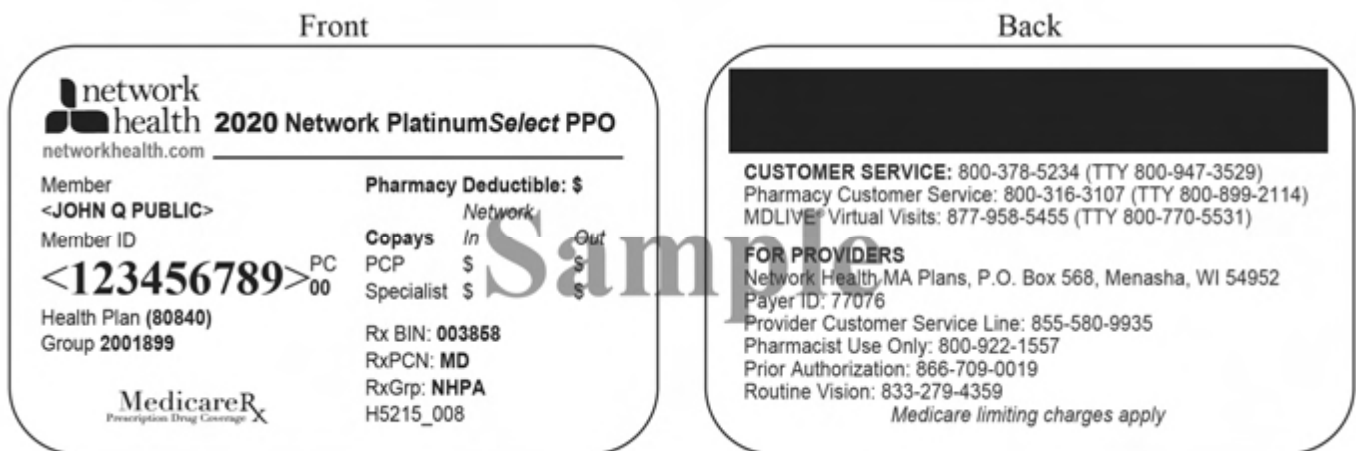 Front
network
health 2020 Network PlatinumSelect PPO
networkhealth.com
Member
<JOHN Q PUBLIC>
Member ID
<123456789> PC
00
Health Plan (80840)
Group 2001899
MedicareRx
Prescription Drug Coverage
Pharmacy Deductible: $
Network
Copays In Out
PCP $ $
Specialist $ $
Rx BIN: 003858
RxPCN: MD
RxGrp: NHPA
H5215_008
Sample
Back
CUSTOMER SERVICE: 800-378-5234 (TTY 800-947-3529)
Pharmacy Customer Service: 800-316-3107 (TTY 800-899-2114)
MDLIVE® Virtual Visits: 877-958-5455 (TTY 800-770-5531)
FOR PROVIDERS
Network Health MA Plans, P.O. Box 568, Menasha, WI 54952
Payer ID: 77076
Provider Customer Service Line: 855-580-9935
Pharmacist Use Only: 800-922-1557
Prior Authorization: 866-709-0019
Routine Vision: 833-279-4359
Medicare limiting charges apply